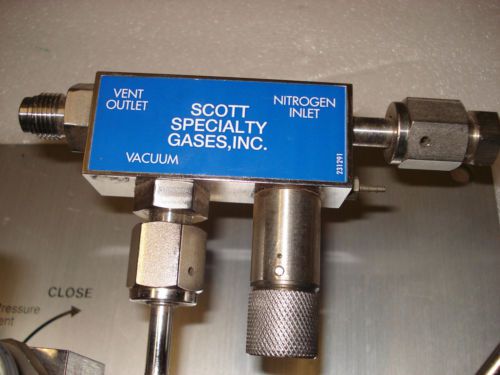 VENT
OUTLET
SCOTT
SPECIALTY
GASES, INC.
NITROGEN
INLET
VACUUM
231291
CLOSE
Pressure